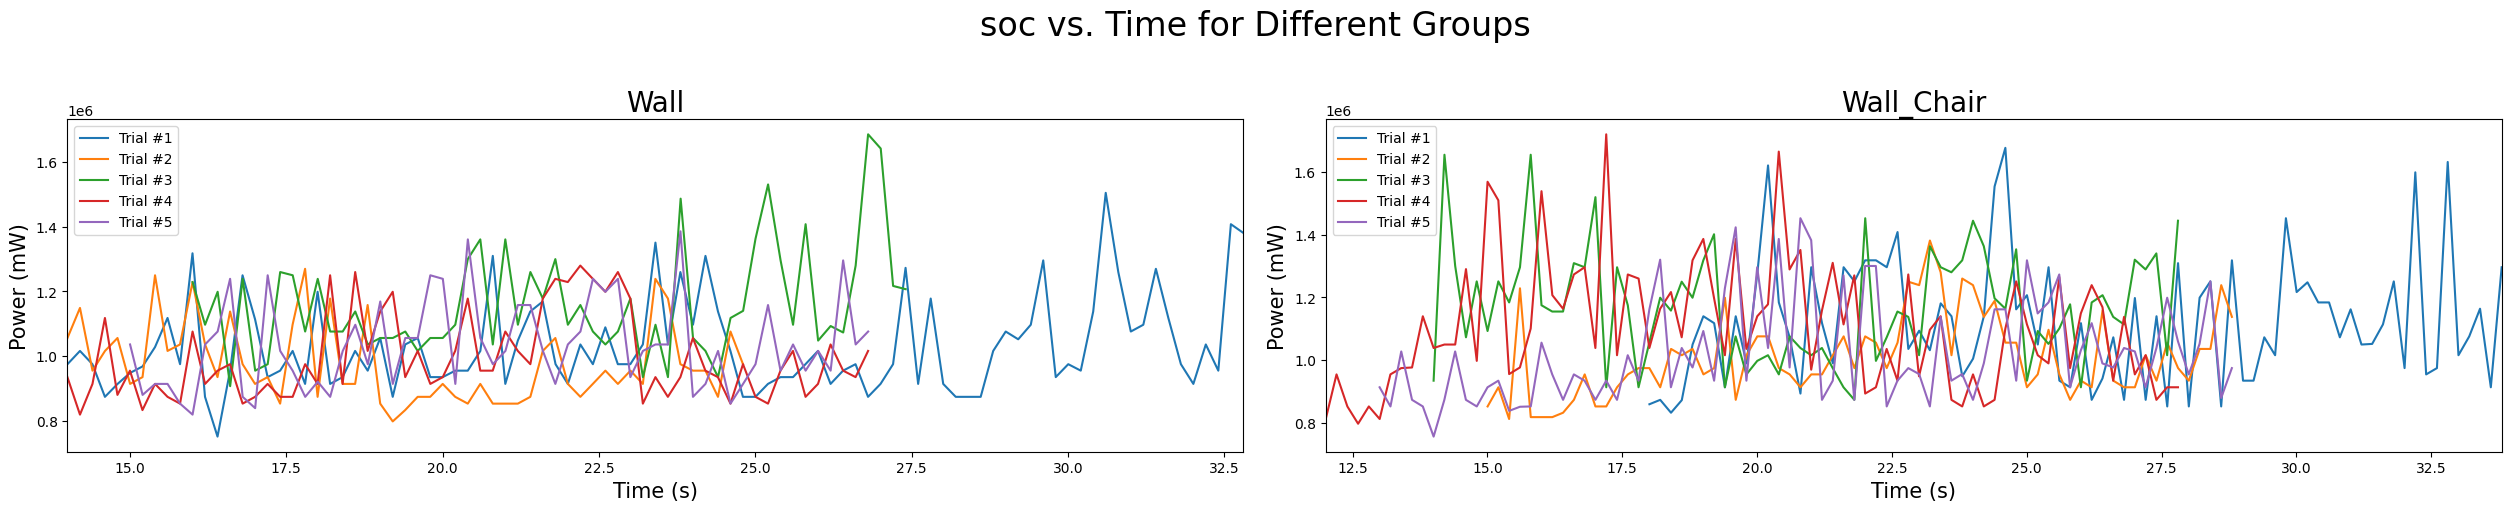 soc vs. Time for Different Groups
Wall
1e6
Trial #1
Trial #2
Trial #3
Trial #4
Trial #5
Power (mW)
1.6
1.4
1.2
1.0
0.8
15.0 17.5 20.0 22.5 25.0 27.5 30.0 32.5
Time (s)
Wall_Chair
1e6
Trial #1
Trial #2
Trial #3
Trial #4
Trial #5
Power (mW)
1.6
1.4
1.2
1.0
0.8
12.5 15.0 17.5 20.0 22.5 25.0 27.5 30.0 32.5
Time (s)